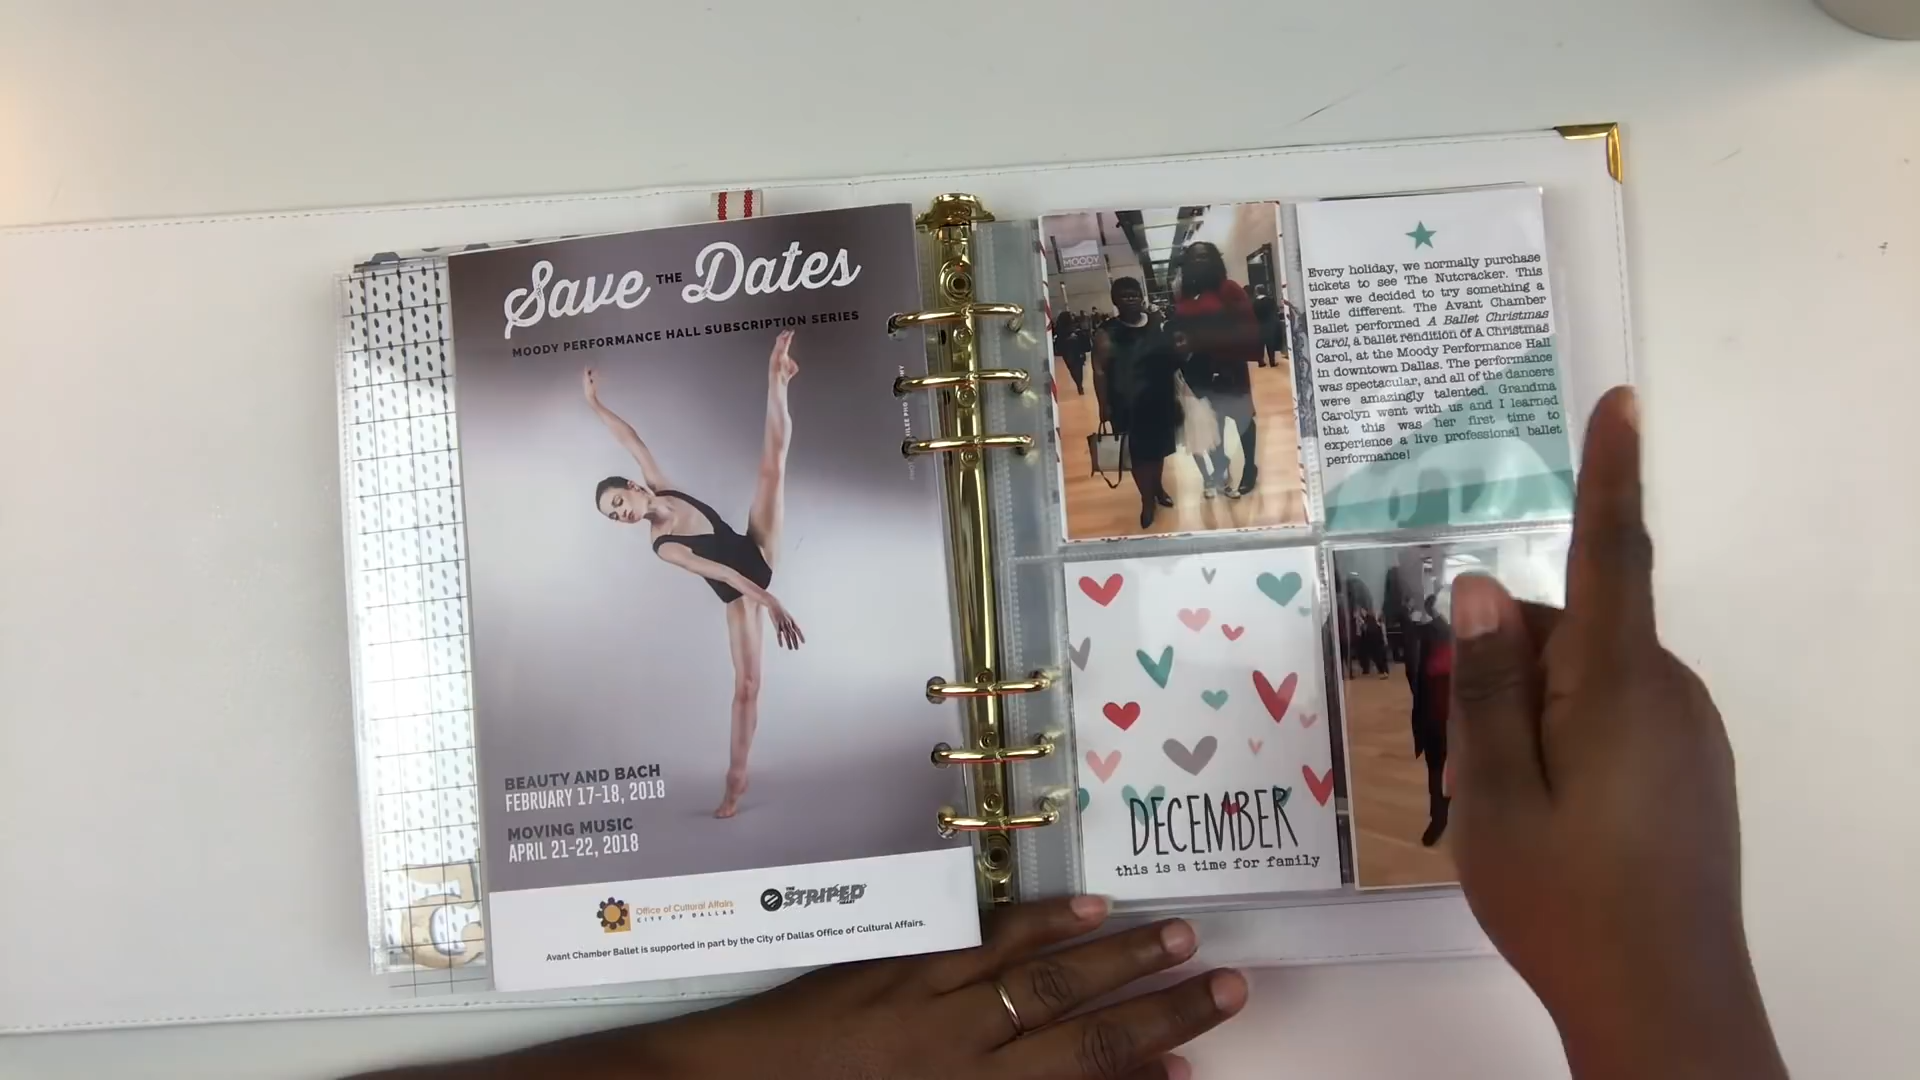 Save THE Dates
MOODY PERFORMANCE HALL SUBSCRIPTION SERIES
BEAUTY AND BACH
FEBRUARY 17-18, 2018
MOVING MUSIC
APRIL 21-22, 2018
Office of Cultural Affairs
CITY OF DALLAS
THE
STRIPED
Avant Chamber Ballet is supported in part by the City of Dallas Office of Cultural Affairs.
MOODY
Every holiday, we normally purchase
tickets to see The Nutcracker. This
year we decided to try something a
little different. The Avant Chamber
Ballet performed A Ballet Christmas
Carol, a ballet rendition of A Christmas
Carol, at the Moody Performance Hall
in downtown Dallas. The performance
was spectacular, and all of the dancers
were amazingly talented. Grandma
Carolyn went with us and I learned
that this was her first time to
experience a live professional ballet
performance!
DECEMBER
this is a time for family